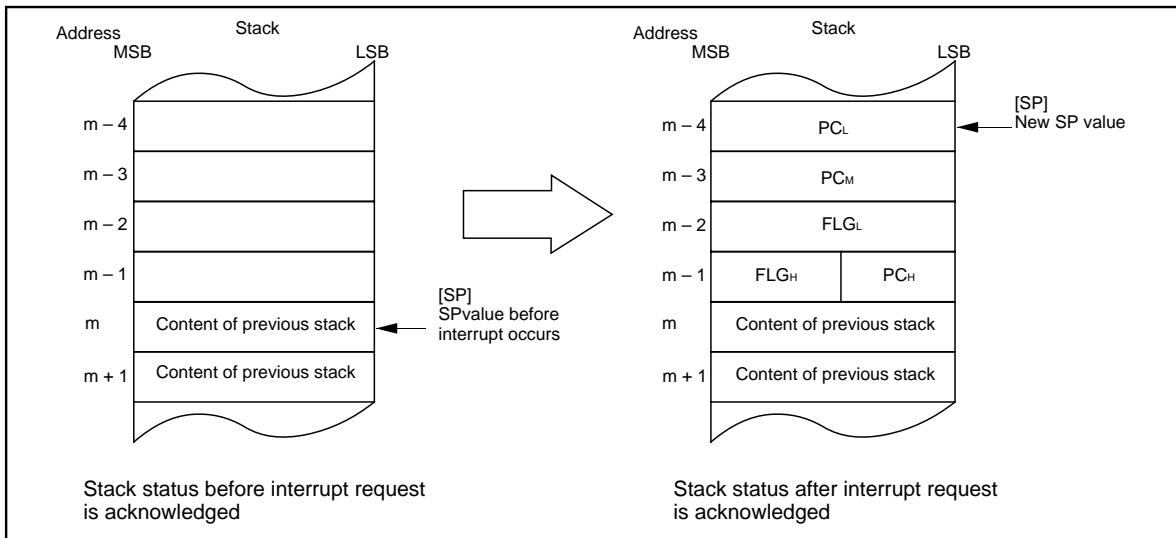 Address
MSB
Stack
LSB
m – 4
m – 3
m – 2
m – 1
m
Content of previous stack
m + 1
Content of previous stack
[SP]
SPvalue before
interrupt occurs
Stack status before interrupt request
is acknowledged
Address
MSB
Stack
LSB
m – 4
PCL
[SP]
New SP value
m – 3
PCM
m – 2
FLGL
m – 1
FLGH
PCH
m
Content of previous stack
m + 1
Content of previous stack
Stack status after interrupt request
is acknowledged